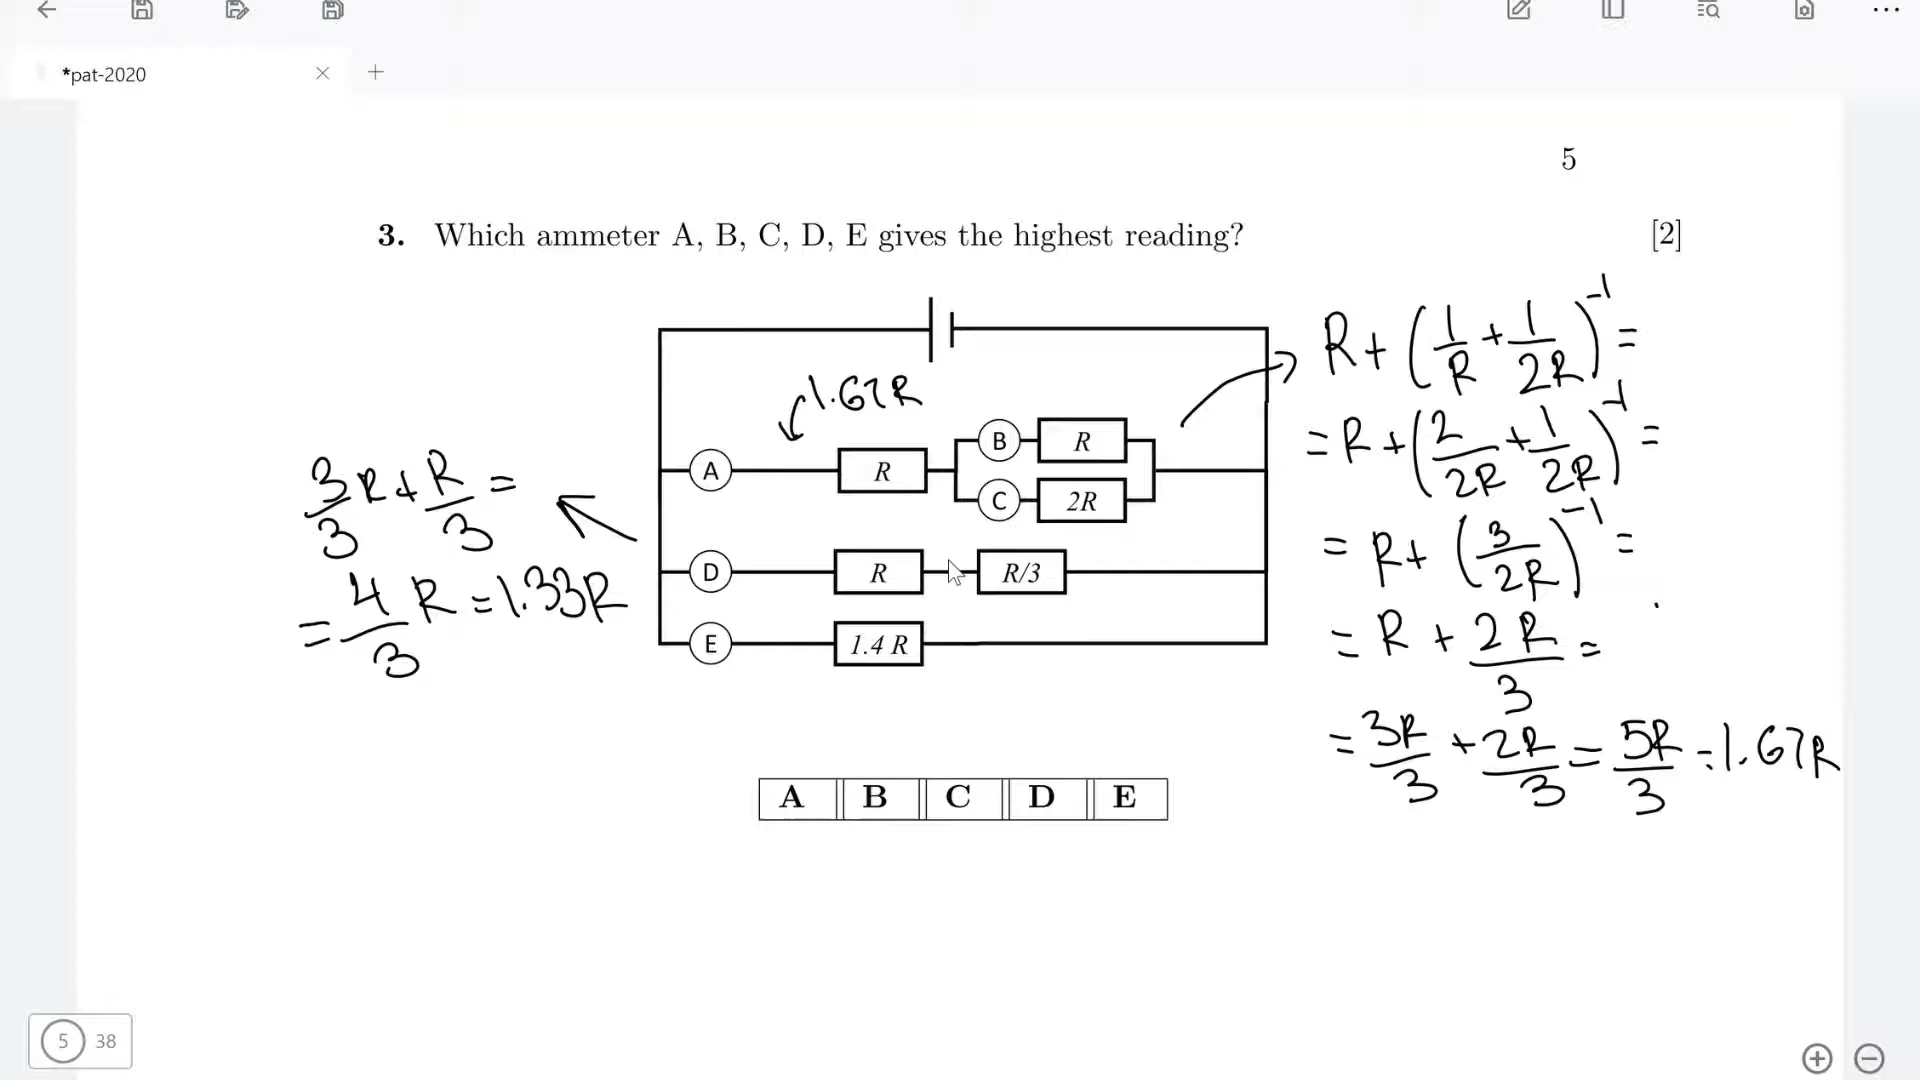 *pat-2020
5
3. Which ammeter A, B, C, D, E gives the highest reading? [2]
1.67R
A
R
B
R
C
2R
D
R
R/3
E
1.4 R
3/3 R + R/3 =
= 4/3 R = 1.33R
R + (1/R + 1/2R)^-1 =
= R + (2/2R + 1/2R)^-1 =
= R + (3/2R)^-1 =
= R + 2R/3 =
= 3R/3 + 2R/3 = 5R/3 = 1.67R
A B C D E
5 38